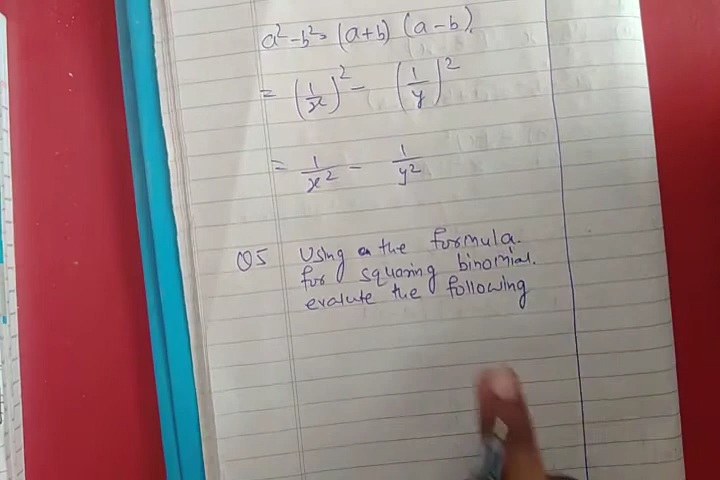 a² - b² = (a+b) (a-b).
= (1/x)² - (1/y)²
= 1/x² - 1/y²
Q5 Using the formula.
for squaring binomial.
evalute the following